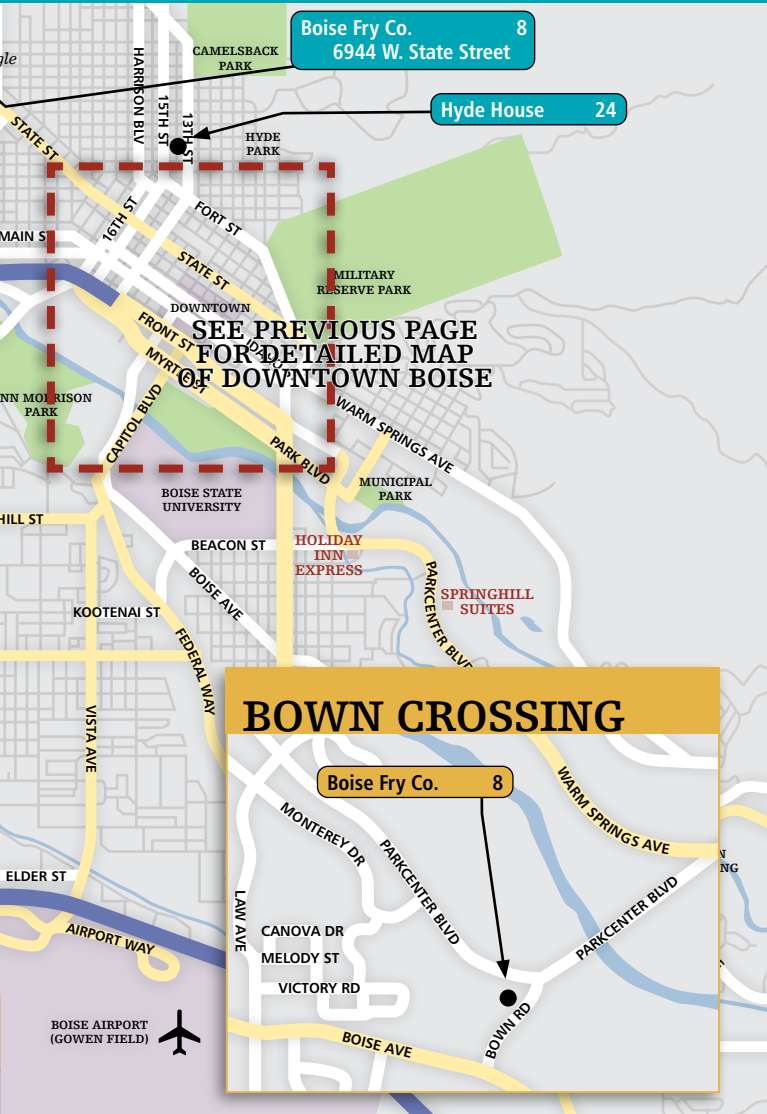 Boise Fry Co. 8
6944 W. State Street
Hyde House 24
CAMELSBACK
PARK
HARRISON BLV
15TH ST
13TH ST
HYDE
PARK
STATE ST
16TH ST
FORT ST
MAIN ST
STATE ST
MILITARY
RESERVE PARK
DOWNTOWN
FRONT ST
SEE PREVIOUS PAGE
FOR DETAILED MAP
OF DOWNTOWN BOISE
MYRTLE ST
NN MORRISON
PARK
CAPITOL BLVD
WARM SPRINGS AVE
PARK BLVD
MUNICIPAL
PARK
BOISE STATE
UNIVERSITY
HILL ST
BEACON ST
HOLIDAY
INN
EXPRESS
BOISE AVE
PARKCENTER BLVD
SPRINGHILL
SUITES
KOOTENAI ST
FEDERAL WAY
VISTA AVE
BOWN CROSSING
Boise Fry Co. 8
WARM SPRINGS AVE
MONTEREY DR
PARKCENTER BLVD
ELDER ST
LAW AVE
PARKCENTER BLVD
AIRPORT WAY
CANOVA DR
MELODY ST
VICTORY RD
BOISE AIRPORT
(GOWEN FIELD)
BOISE AVE
BOWN RD